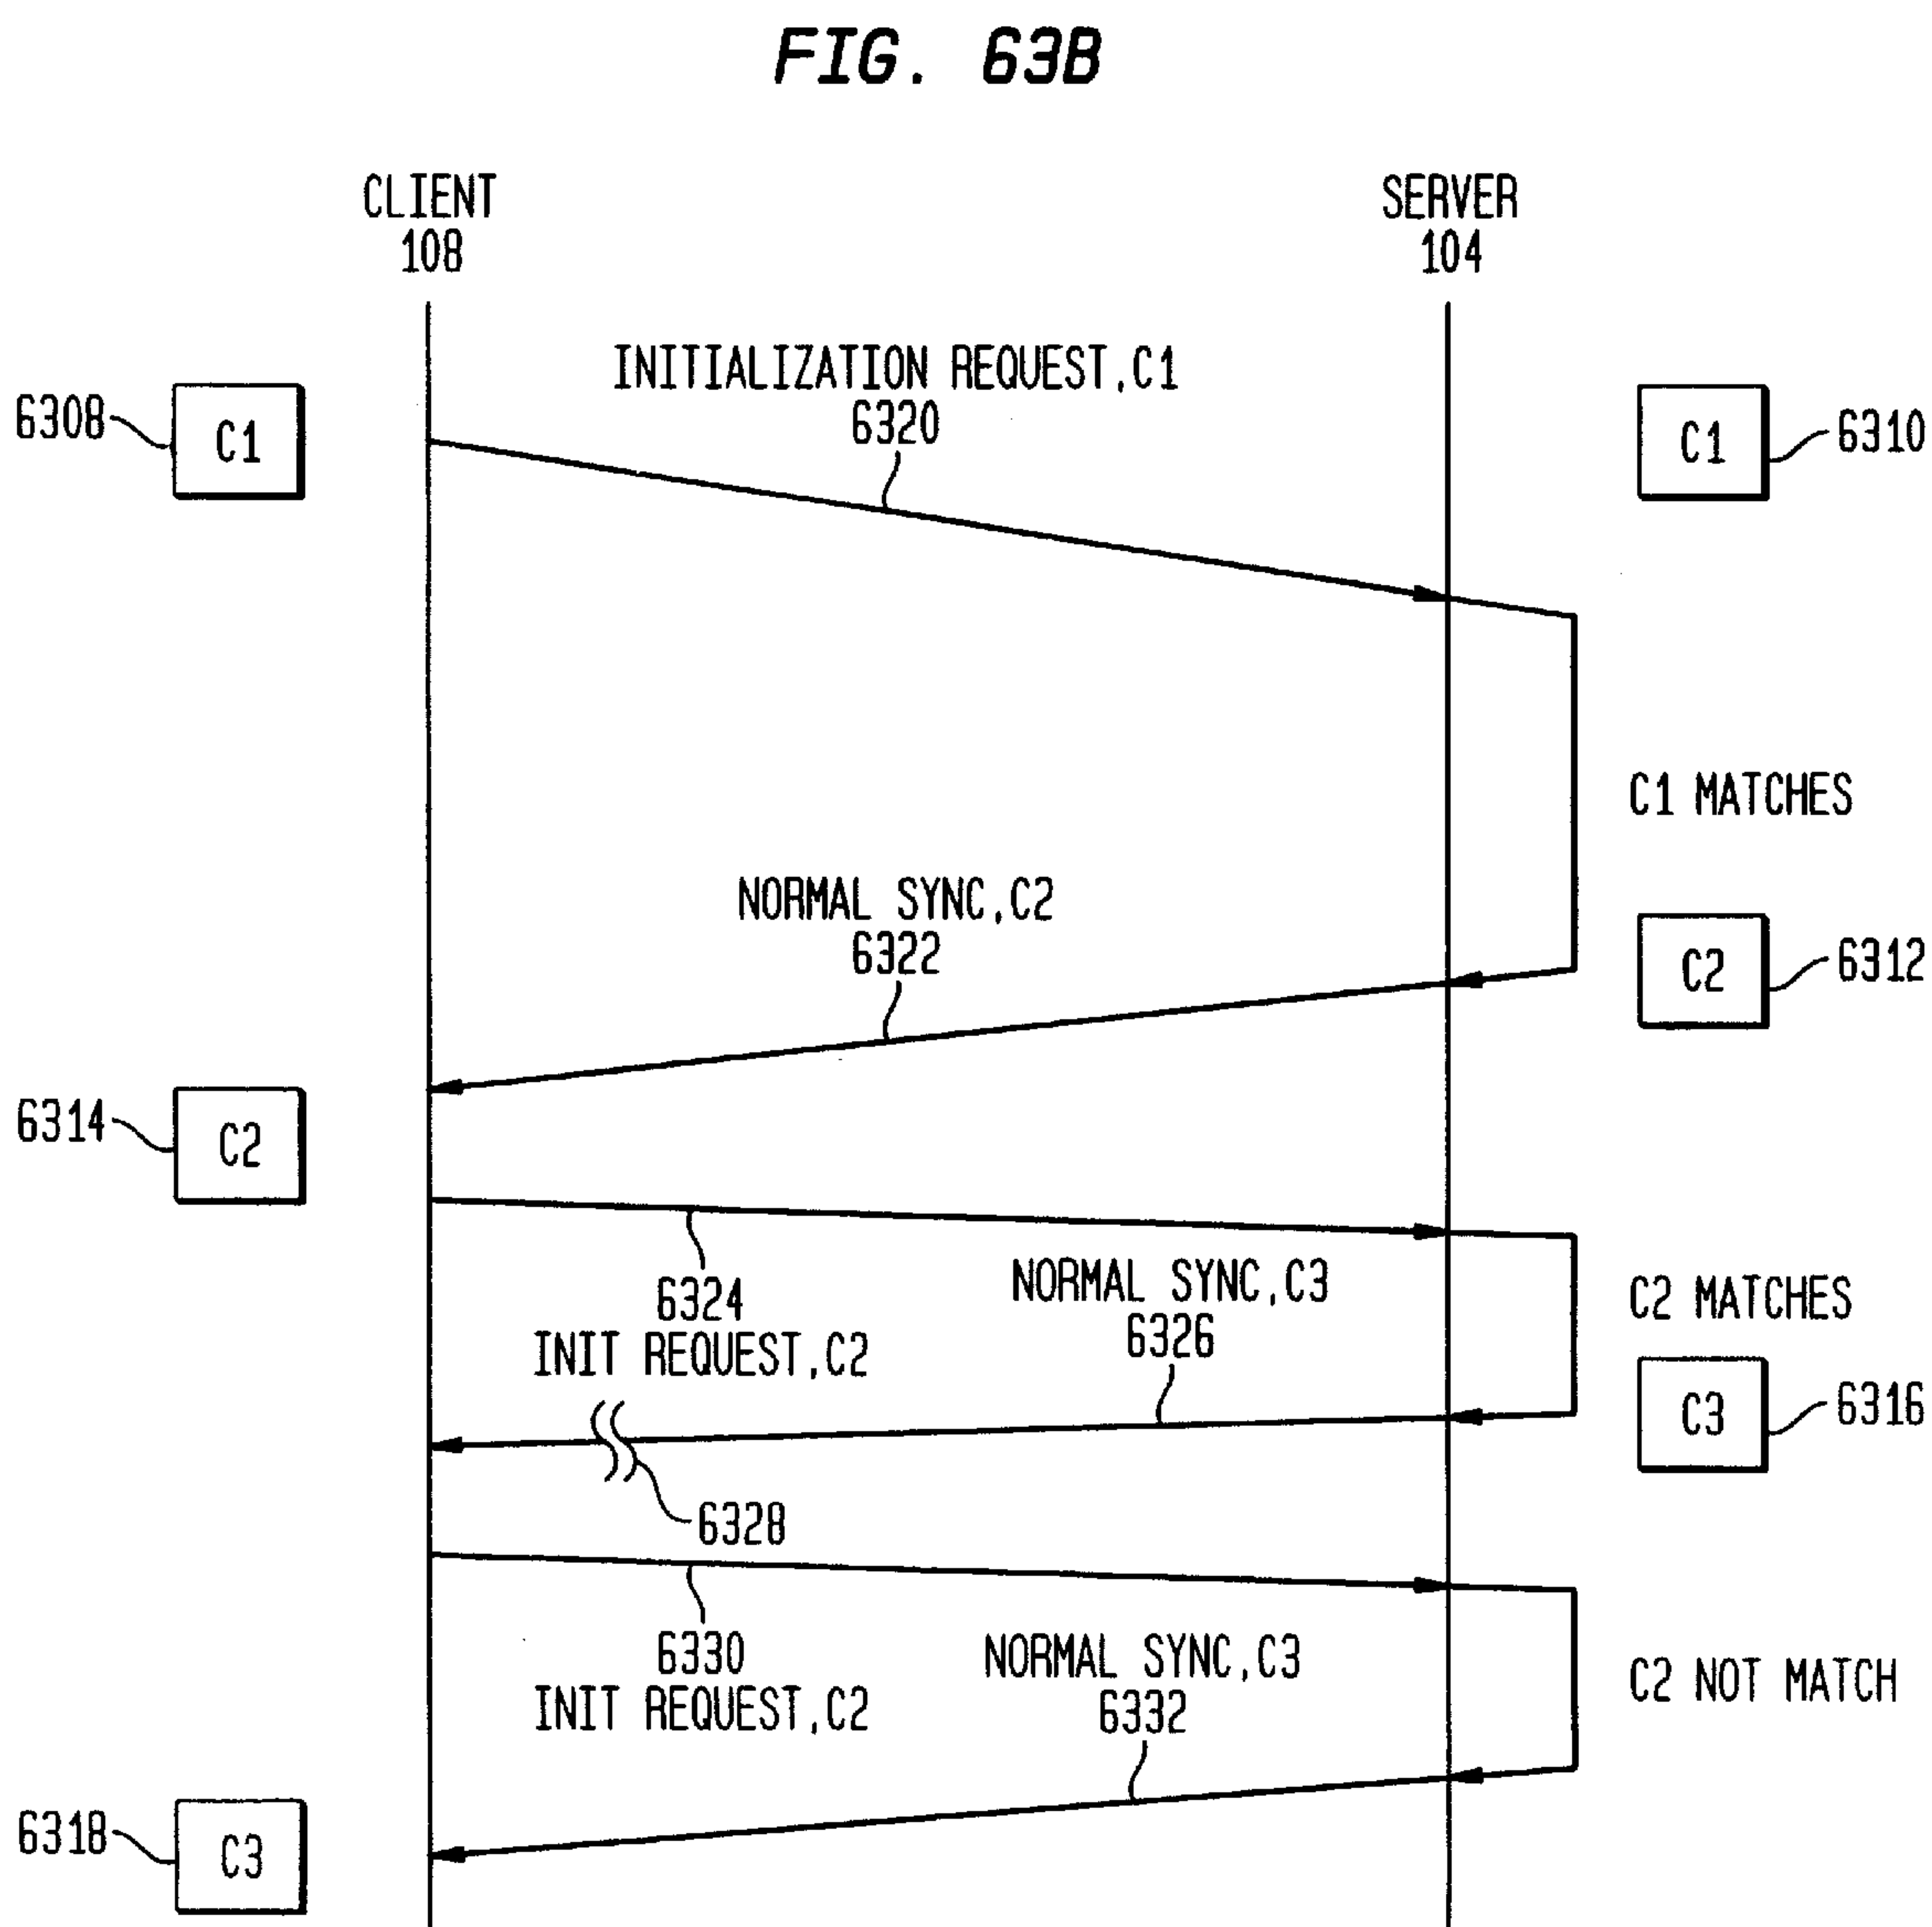 FIG. 63B
CLIENT
108
SERVER
104
INITIALIZATION REQUEST,C1
6320
6308
C1
C1
6310
C1 MATCHES
NORMAL SYNC,C2
6322
C2
6312
6314
C2
6324
INIT REQUEST,C2
NORMAL SYNC,C3
6326
C2 MATCHES
C3
6316
6328
6330
INIT REQUEST,C2
NORMAL SYNC,C3
6332
C2 NOT MATCH
6318
C3